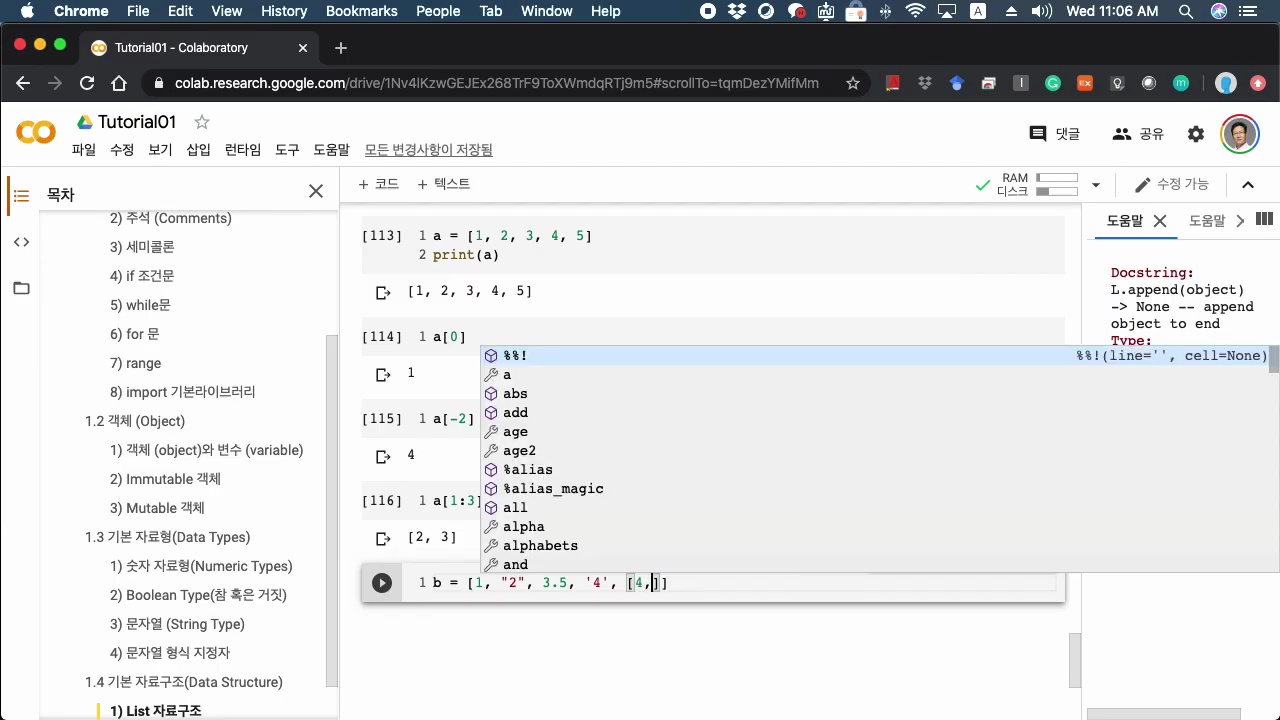 Chrome File Edit View History Bookmarks People Tab Window Help A Wed 11:06 AM
Tutorial01 - Colaboratory
colab.research.google.com/drive/1Nv4lKzwGEJEx268TrF9ToXWmdqRTj9m5#scrollTo=tqmDezYMifMm
Tutorial01
댓글 공유
파일 수정 보기 삽입 런타임 도구 도움말 모든 변경사항이 저장됨
목차
+ 코드 + 텍스트
RAM
디스크
수정 가능
2) 주석 (Comments)
3) 세미콜론
4) if 조건문
5) while문
6) for 문
7) range
8) import 기본라이브러리
1.2 객체 (Object)
1) 객체 (object)와 변수 (variable)
2) Immutable 객체
3) Mutable 객체
1.3 기본 자료형(Data Types)
1) 숫자 자료형(Numeric Types)
2) Boolean Type(참 혹은 거짓)
3) 문자열 (String Type)
4) 문자열 형식 지정자
1.4 기본 자료구조(Data Structure)
1) List 자료구조
[113] 1 a = [1, 2, 3, 4, 5]
2 print(a)
[1, 2, 3, 4, 5]
[114] 1 a[0]
1
[115] 1 a[-2]
4
[116] 1 a[1:3]
[2, 3]
%%! %%!(line='', cell=None)
a
abs
add
age
age2
%alias
%alias_magic
all
alpha
alphabets
and
1 b = [1, "2", 3.5, '4', [4,]]
도움말 도움말
Docstring:
L.append(object)
-> None -- append
object to end
Type: